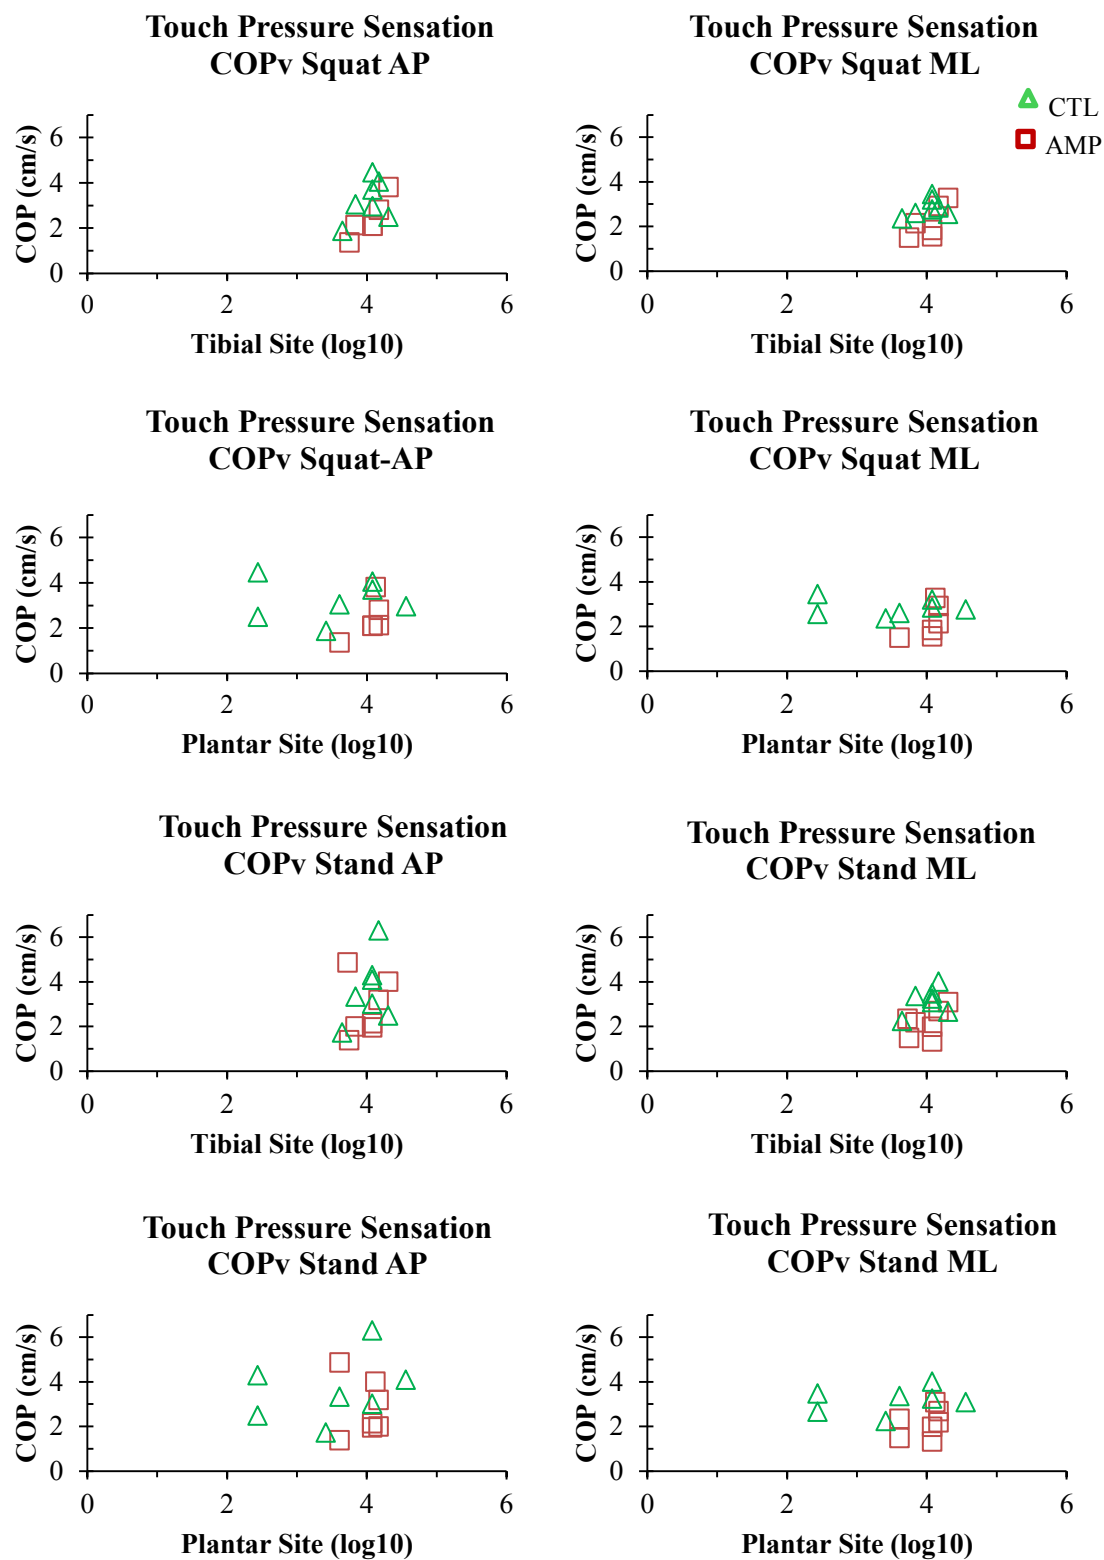 Touch Pressure Sensation
COPv Squat AP
COP (cm/s)
6
4
2
0
0 2 4 6
Tibial Site (log10)
Touch Pressure Sensation
COPv Squat ML
CTL
AMP
COP (cm/s)
6
4
2
0
0 2 4 6
Tibial Site (log10)
Touch Pressure Sensation
COPv Squat-AP
COP (cm/s)
6
4
2
0
0 2 4 6
Plantar Site (log10)
Touch Pressure Sensation
COPv Squat ML
COP (cm/s)
6
4
2
0
0 2 4 6
Plantar Site (log10)
Touch Pressure Sensation
COPv Stand AP
COP (cm/s)
6
4
2
0
0 2 4 6
Tibial Site (log10)
Touch Pressure Sensation
COPv Stand ML
COP (cm/s)
6
4
2
0
0 2 4 6
Tibial Site (log10)
Touch Pressure Sensation
COPv Stand AP
COP (cm/s)
6
4
2
0
0 2 4 6
Plantar Site (log10)
Touch Pressure Sensation
COPv Stand ML
COP (cm/s)
6
4
2
0
0 2 4 6
Plantar Site (log10)